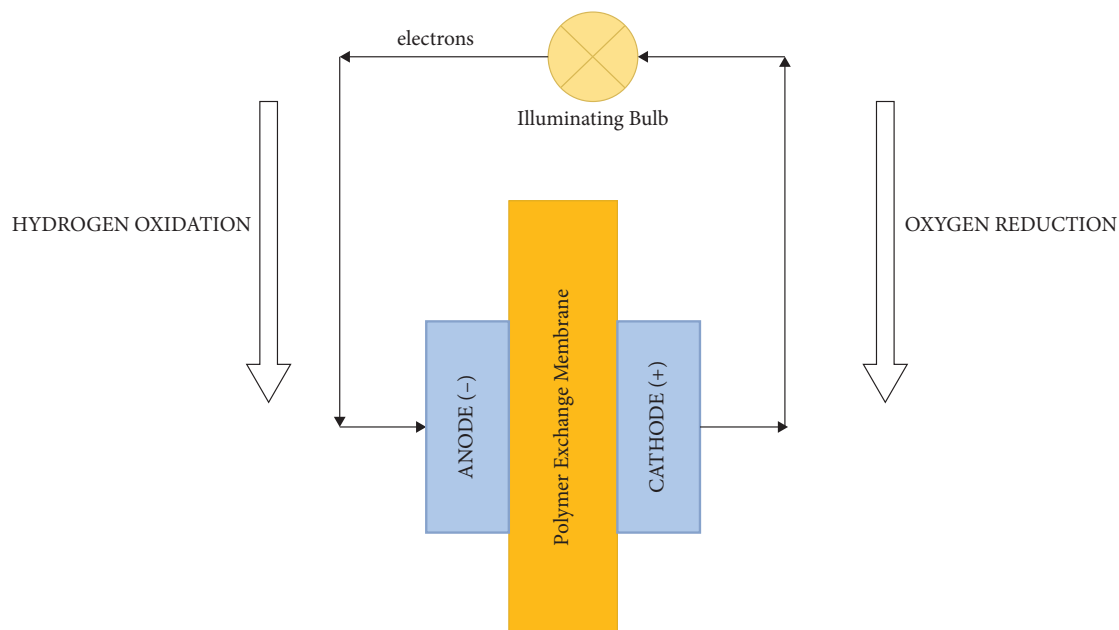 electrons
Illuminating Bulb
HYDROGEN OXIDATION
OXYGEN REDUCTION
ANODE (–)
Polymer Exchange Membrane
CATHODE (+)